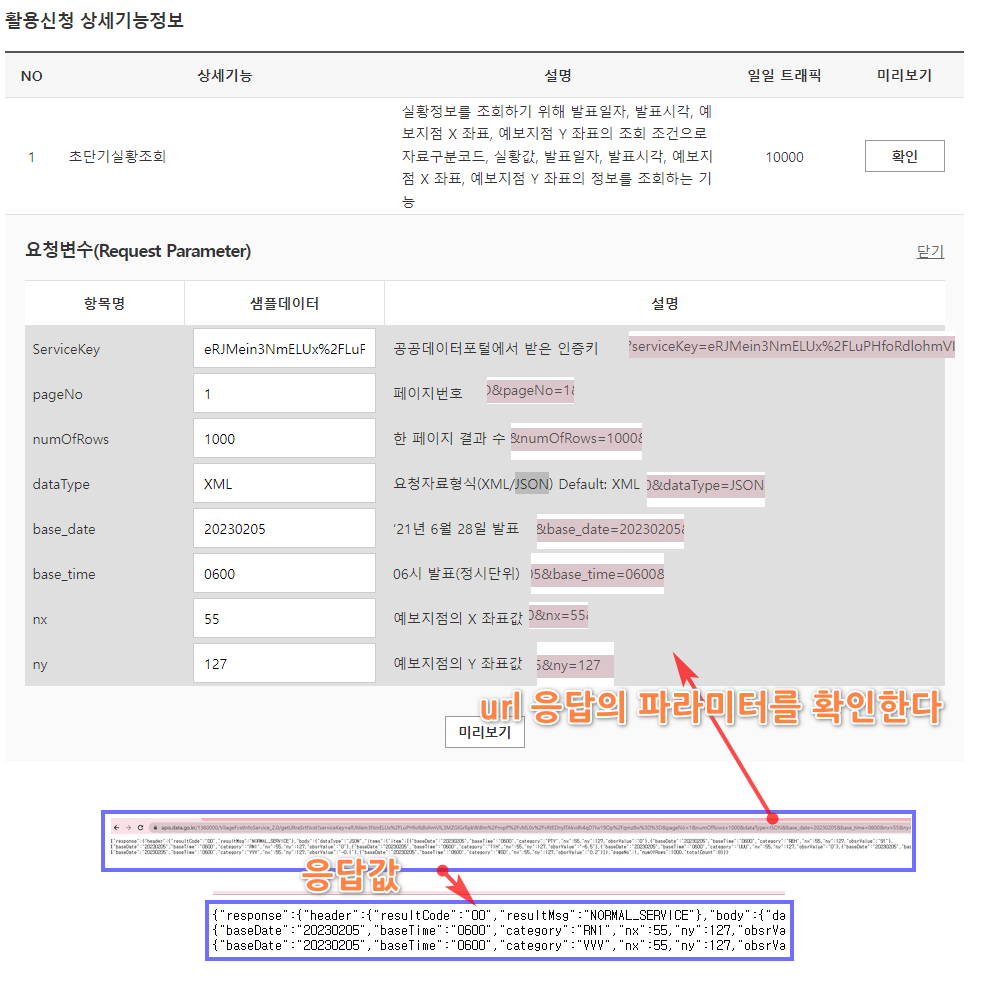 활용신청 상세기능정보
NO 상세기능 설명 일일 트래픽 미리보기
실황정보를 조회하기 위해 발표일자, 발표시각, 예
보지점 X 좌표, 예보지점 Y 좌표의 조회 조건으로
1 초단기실황조회 자료구분코드, 실황값, 발표일자, 발표시각, 예보지 10000 확인
점 X 좌표, 예보지점 Y 좌표의 정보를 조회하는 기
능
요청변수(Request Parameter) 닫기
항목명 샘플데이터 설명
ServiceKey eRJMein3NmELUx%2FLuF 공공데이터포털에서 받은 인증키 ?serviceKey=eRJMein3NmELUx%2FLuPHfoRdlohmVI
pageNo 1 페이지번호 0&pageNo=1&
numOfRows 1000 한 페이지 결과 수 &numOfRows=1000&
dataType XML 요청자료형식(XML/JSON) Default: XML 0&dataType=JSON
base_date 20230205 ‘21년 6월 28일 발표 &base_date=20230205&
base_time 0600 06시 발표(정시단위) 05&base_time=0600&
nx 55 예보지점의 X 좌표값 0&nx=55&
ny 127 예보지점의 Y 좌표값 5&ny=127
url 응답의 파라미터를 확인한다
미리보기
응답값
{"response":{"header":{"resultCode":"00","resultMsg":"NORMAL_SERVICE"},"body":{"da
{"baseDate":"20230205","baseTime":"0600","category":"RN1","nx":55,"ny":127,"obsrVa
{"baseDate":"20230205","baseTime":"0600","category":"VVV","nx":55,"ny":127,"obsrVa